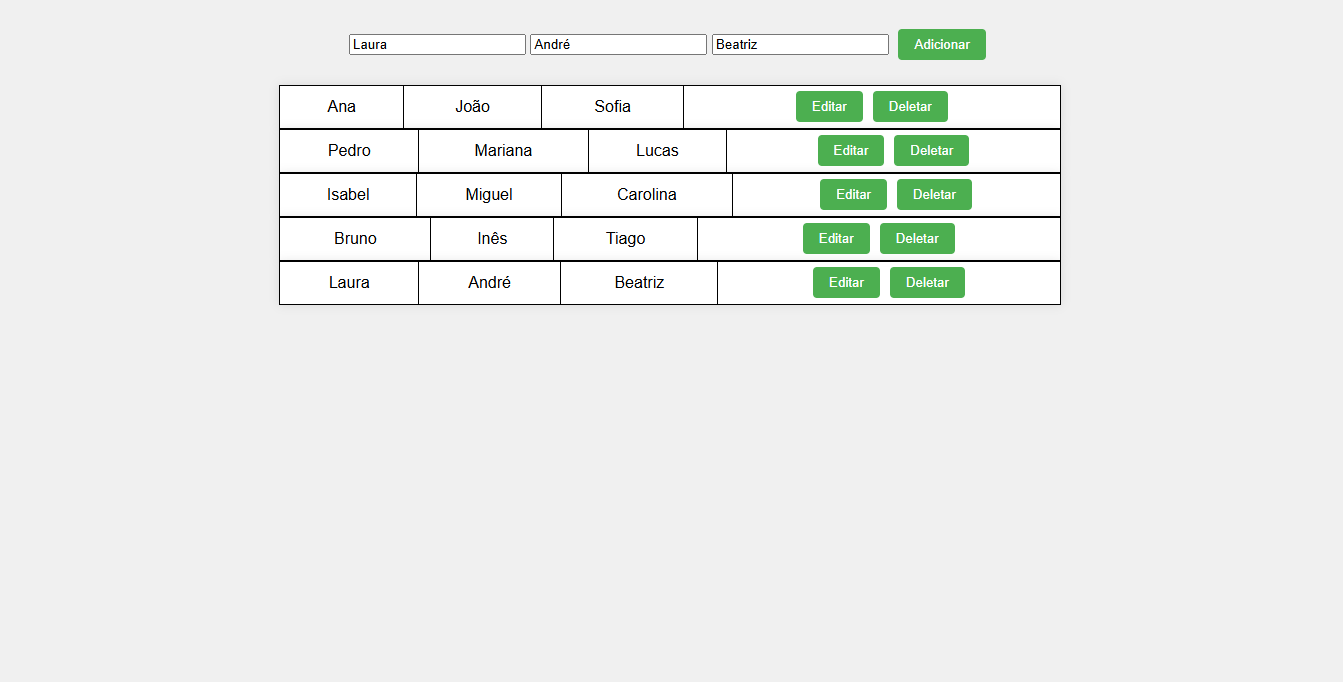 Laura André Beatriz Adicionar
Ana João Sofia Editar Deletar
Pedro Mariana Lucas Editar Deletar
Isabel Miguel Carolina Editar Deletar
Bruno Inês Tiago Editar Deletar
Laura André Beatriz Editar Deletar